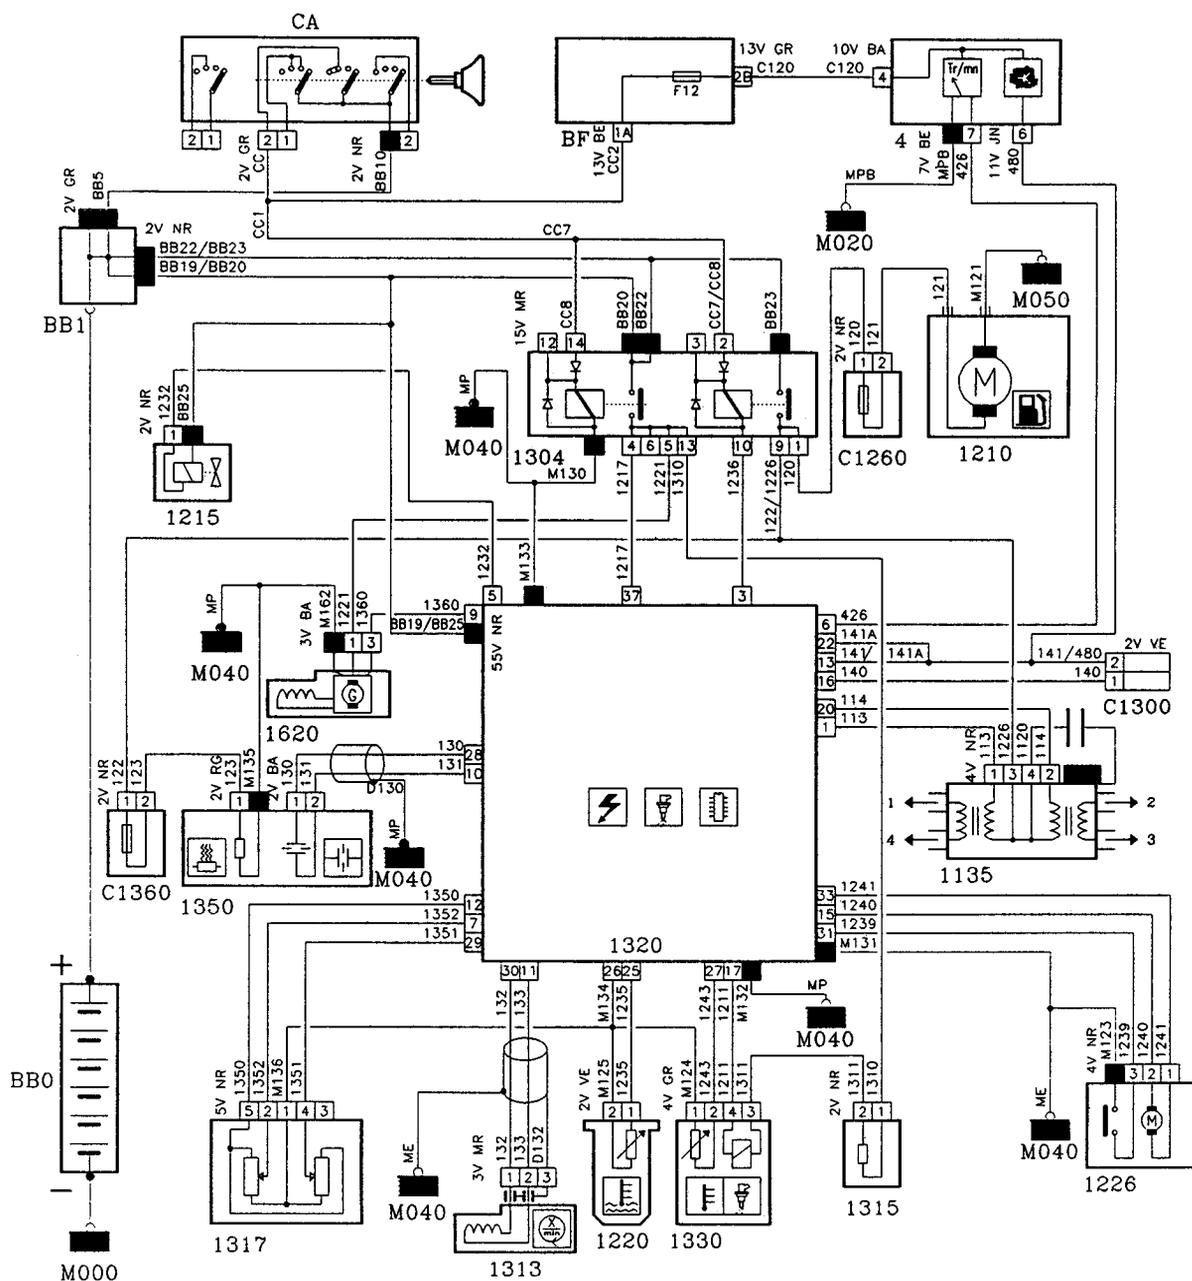 CA
13V GR
10V BA
C120
C120
2B
4
Tr/mn
F12
2 1
2 1
2
BF
1A
4
7
6
2V GR
CC
2V NR
BB10
13V BE
CC2
7V BE
MPB
426
11V JN
480
MPB
M020
2V GR
BB5
2V NR
BB22/BB23
BB19/BB20
CC1
CC7
BB1
15V MR
CC8
BB20
BB22
CC7/CC8
BB23
2V NR
120
121
121
M121
M050
12 14
3 2
1 2
MP
M040
1304
M130
4 6 5 13
10
9 1
1217
1221
1310
1236
122/1226
120
C1260
M
1210
2V NR
1232
BB25
1
1215
1232
M133
1217
5
37
3
MP
M040
3V BA
M162
1221
1360
1 3
1360
BB19/BB25
9
55V NR
G
1620
6
426
22
141A
13
141/
141A
16
140
141/480
140
2V VE
2
1
C1300
20
114
1
113
2V NR
122
123
1 2
C1360
2V RG
123
M135
2V BA
130
131
1
1 2
130
131
28
10
D130
MP
M040
1350
4V NR
1131
1226
1120
1141
1 3 4 2
1
4
2
3
1135
1350
1352
1351
12
7
29
1320
33
15
31
1241
1240
1239
M131
30 11
26 25
27 17
132
133
M134
1235
1243
1211
M132
MP
M040
+
BB0
−
M000
5V NR
1350
1352
M136
1351
5 2 1 4 3
1317
ME
M040
3V MR
132
133
D132
1 2 3
X/min
1313
2V VE
M125
1235
2 1
1220
4V GR
M124
1243
1211
1311
1 2 4 3
1330
2V NR
1311
1310
2 1
1315
ME
M040
4V NR
M123
1239
1240
1241
3 2 1
M
1226